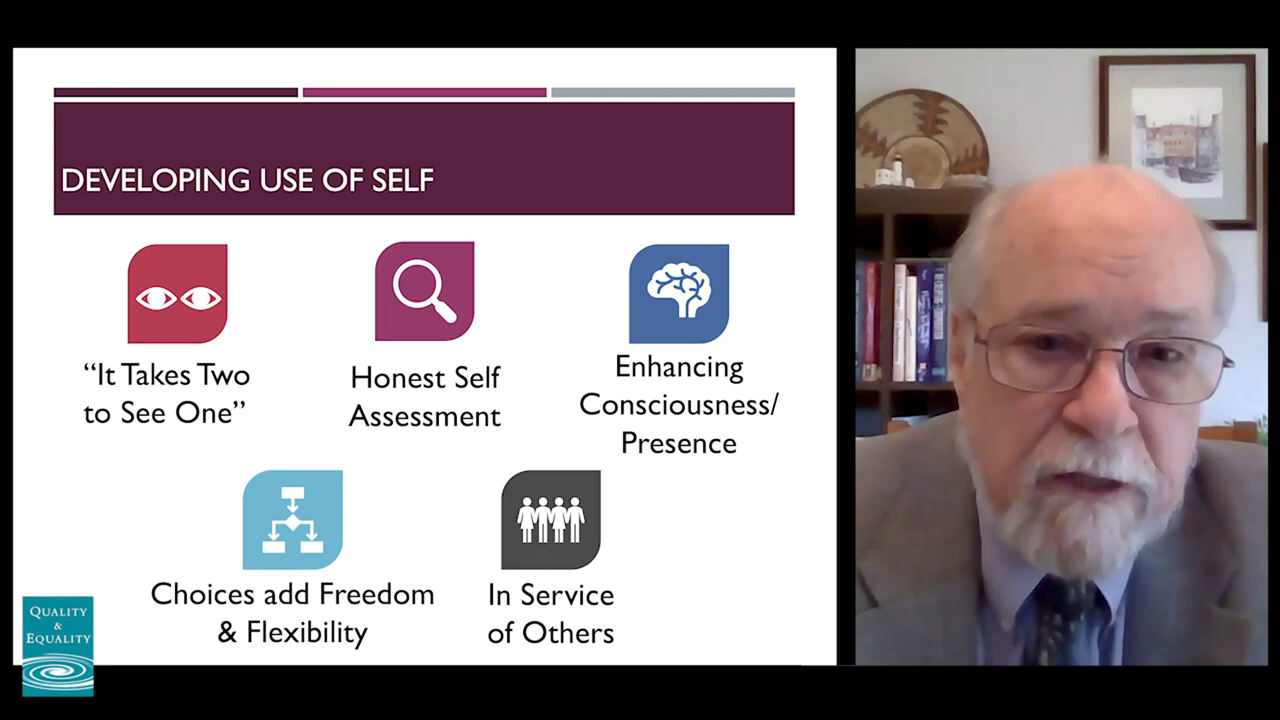 DEVELOPING USE OF SELF
“It Takes Two
to See One”
Honest Self
Assessment
Enhancing
Consciousness/
Presence
Choices add Freedom
& Flexibility
In Service
of Others
QUALITY
&
EQUALITY